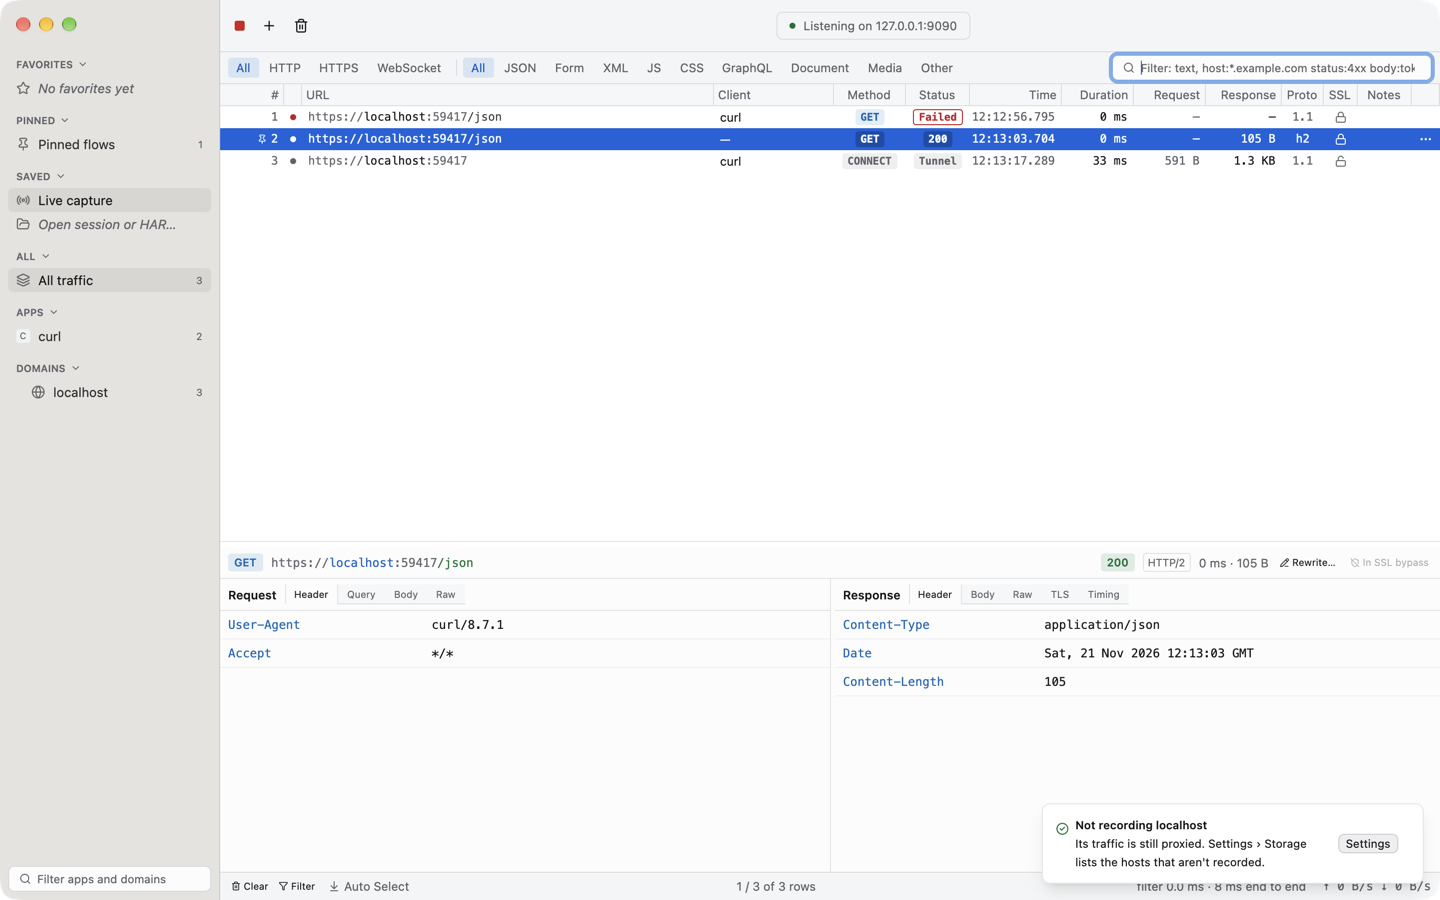 Listening on 127.0.0.1:9090
FAVORITES
No favorites yet
PINNED
Pinned flows 1
SAVED
Live capture
Open session or HAR...
ALL
All traffic 3
APPS
C curl 2
DOMAINS
localhost 3
Filter apps and domains
All HTTP HTTPS WebSocket All JSON Form XML JS CSS GraphQL Document Media Other
Filter: text, host:*.example.com status:4xx body:tok
# URL Client Method Status Time Duration Request Response Proto SSL Notes
1 https://localhost:59417/json curl GET Failed 12:12:56.795 0 ms — — 1.1
2 https://localhost:59417/json — GET 200 12:13:03.704 0 ms — 105 B h2 ...
3 https://localhost:59417 curl CONNECT Tunnel 12:13:17.289 33 ms 591 B 1.3 KB 1.1
GET https://localhost:59417/json 200 HTTP/2 0 ms · 105 B Rewrite... In SSL bypass
Request Header Query Body Raw
User-Agent curl/8.7.1
Accept */*
Response Header Body Raw TLS Timing
Content-Type application/json
Date Sat, 21 Nov 2026 12:13:03 GMT
Content-Length 105
Not recording localhost
Its traffic is still proxied. Settings › Storage
lists the hosts that aren't recorded.
Settings
Clear Filter Auto Select 1 / 3 of 3 rows filter 0.0 ms · 8 ms end to end ↑ 0 B/s ↓ 0 B/s